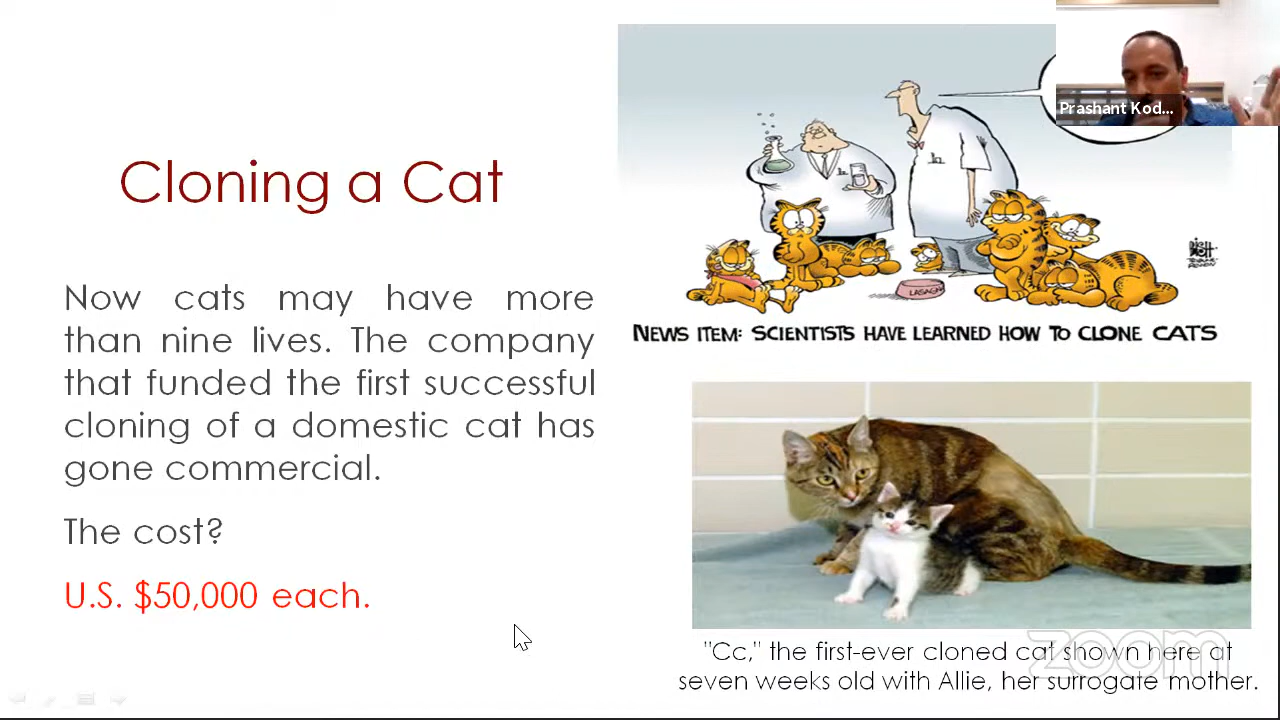 Cloning a Cat
Now cats may have more
than nine lives. The company
that funded the first successful
cloning of a domestic cat has
gone commercial.
The cost?
U.S. $50,000 each.
Prashant Kod...
LASAGNA
NEWS ITEM: SCIENTISTS HAVE LEARNED HOW TO CLONE CATS
"Cc," the first-ever cloned cat shown here at
seven weeks old with Allie, her surrogate mother.
zoom